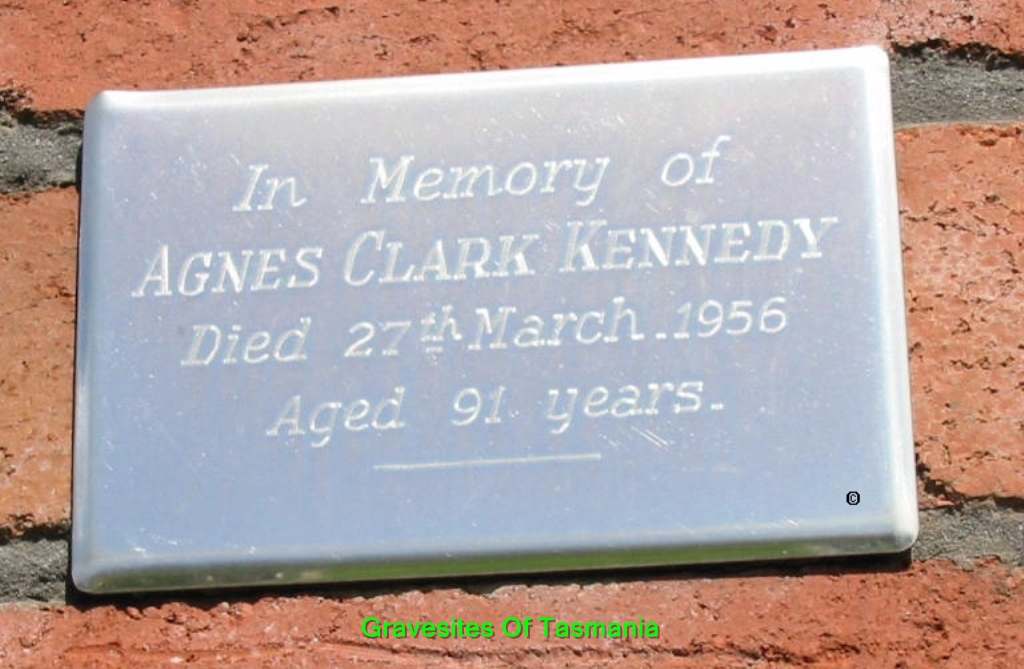 In Memory of
AGNES CLARK KENNEDY
Died 27th March.1956
Aged 91 years.
©
Gravesites Of Tasmania